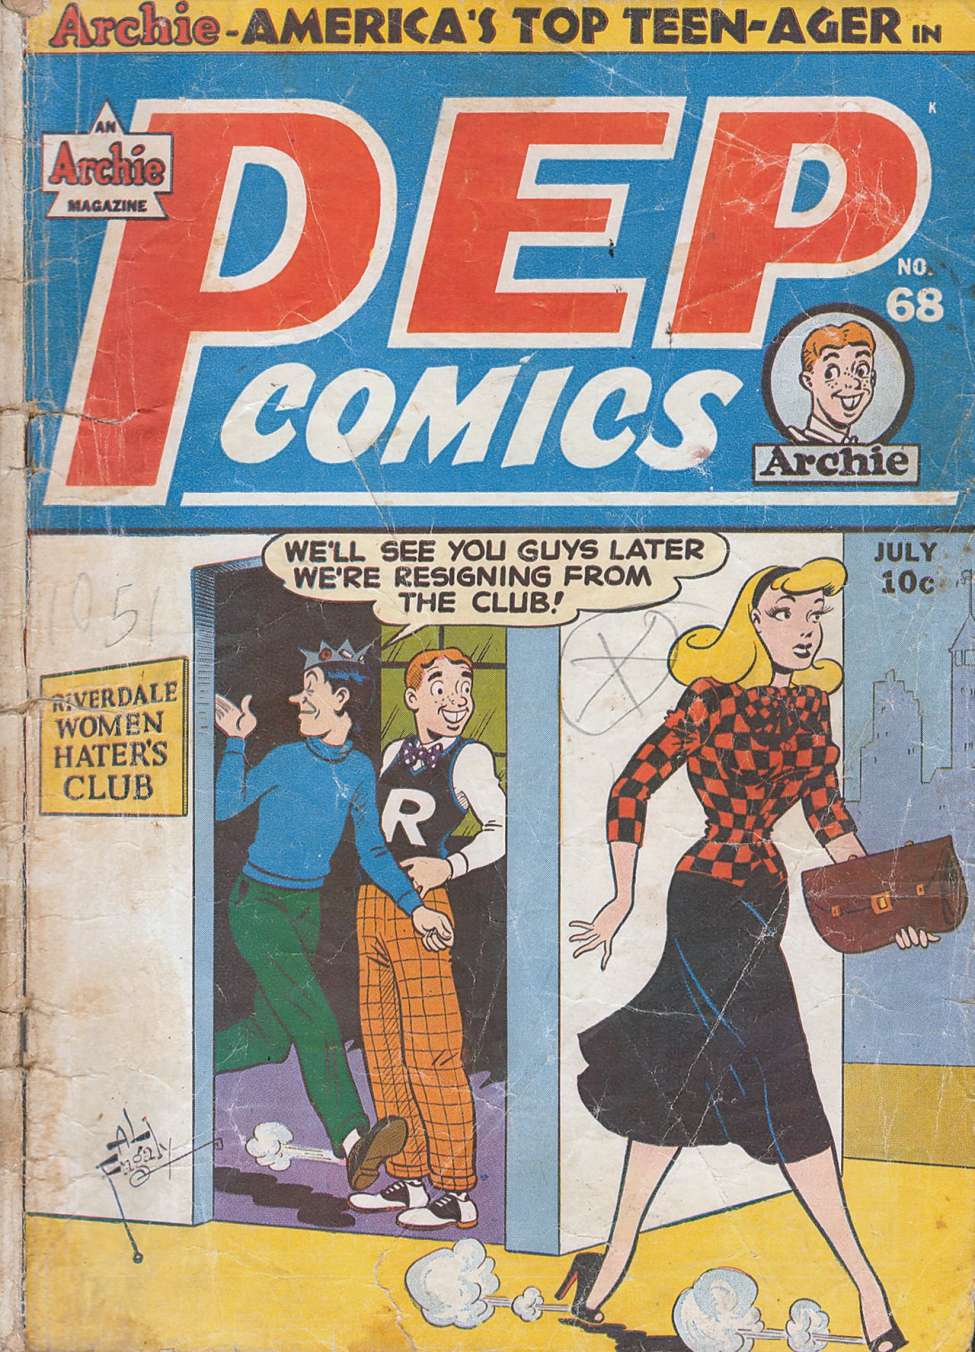 Archie-AMERICA'S TOP TEEN-AGER IN
AN
Archie
MAGAZINE
PEP
K
COMICS
NO.
68
Archie
JULY
10c
WE'LL SEE YOU GUYS LATER
WE'RE RESIGNING FROM
THE CLUB!
51
RIVERDALE
WOMEN
HATER'S
CLUB
R